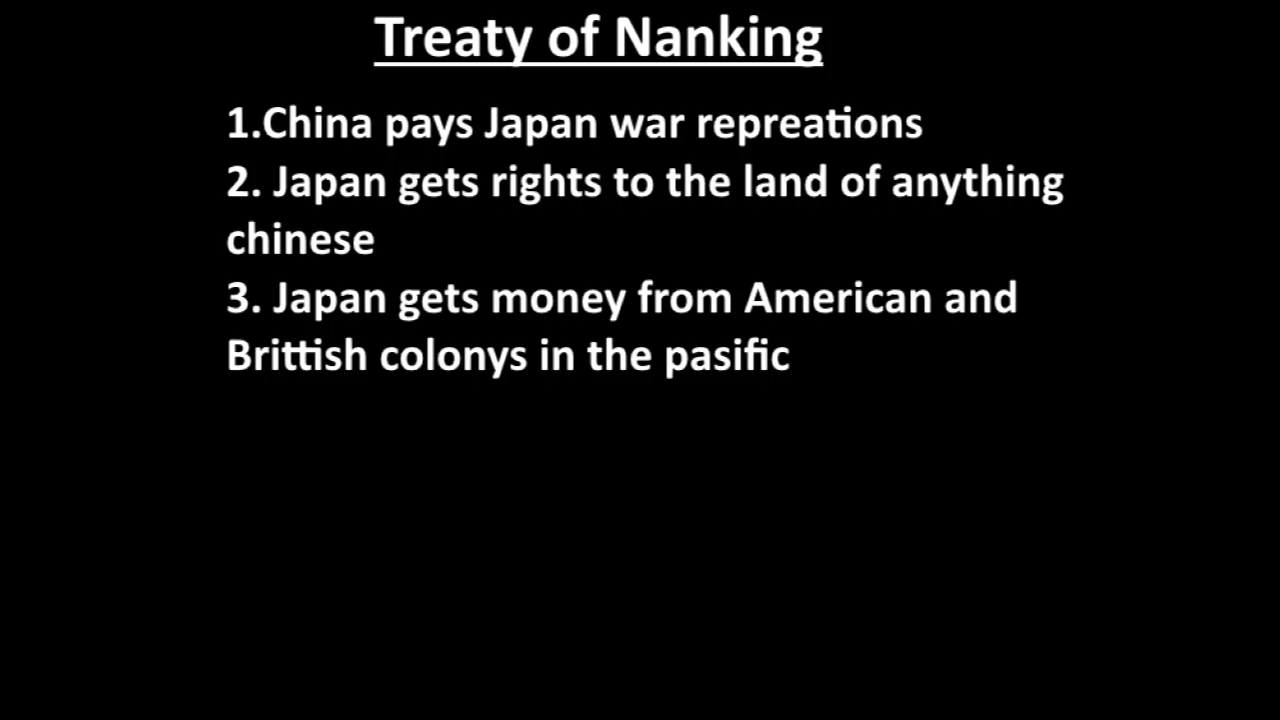 Treaty of Nanking
1.China pays Japan war repreations
2. Japan gets rights to the land of anything
chinese
3. Japan gets money from American and
Brittish colonys in the pasific